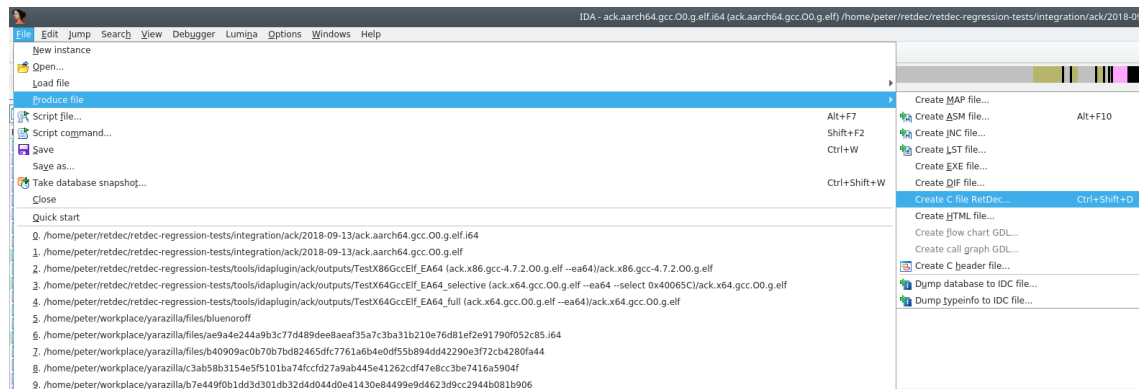 IDA - ack.aarch64.gcc.O0.g.elf.i64 (ack.aarch64.gcc.O0.g.elf) /home/peter/retdec/retdec-regression-tests/integration/ack/2018-09
File Edit Jump Search View Debugger Lumina Options Windows Help
New instance
Open...
Load file
Produce file
Script file... Alt+F7
Script command... Shift+F2
Save Ctrl+W
Save as...
Take database snapshot... Ctrl+Shift+W
Close
Quick start
0. /home/peter/retdec/retdec-regression-tests/integration/ack/2018-09-13/ack.aarch64.gcc.O0.g.elf.i64
1. /home/peter/retdec/retdec-regression-tests/integration/ack/2018-09-13/ack.aarch64.gcc.O0.g.elf
2. /home/peter/retdec/retdec-regression-tests/tools/idaplugin/ack/outputs/TestX86GccElf_EA64 (ack.x86.gcc-4.7.2.O0.g.elf --ea64)/ack.x86.gcc-4.7.2.O0.g.elf
3. /home/peter/retdec/retdec-regression-tests/tools/idaplugin/ack/outputs/TestX64GccElf_EA64_selective (ack.x64.gcc.O0.g.elf --ea64 --select 0x40065C)/ack.x64.gcc.O0.g.elf
4. /home/peter/retdec/retdec-regression-tests/tools/idaplugin/ack/outputs/TestX64GccElf_EA64_full (ack.x64.gcc.O0.g.elf --ea64)/ack.x64.gcc.O0.g.elf
5. /home/peter/workplace/yarazilla/files/bluenoroff
6. /home/peter/workplace/yarazilla/files/ae9a4e244a9b3c77d489dee8aeaf35a7c3ba31b210e76d81ef2e91790f052c85.i64
7. /home/peter/workplace/yarazilla/files/b40909ac0b70b7bd82465dfc7761a6b4e0df55b894dd42290e3f72cb4280fa44
8. /home/peter/workplace/yarazilla/c3ab58b3154e5f5101ba74fccfd27a9ab445e41262cdf47e8cc3be7416a5904f
9. /home/peter/workplace/yarazilla/b7e449f0b1dd3d301db32d4d044d0e41430e84499e9d4623d9cc2944b081b906
Create MAP file...
Create ASM file... Alt+F10
Create INC file...
Create LST file...
Create EXE file...
Create DIF file...
Create C file RetDec... Ctrl+Shift+D
Create HTML file...
Create flow chart GDL...
Create call graph GDL...
Create C header file...
Dump database to IDC file...
Dump typeinfo to IDC file...